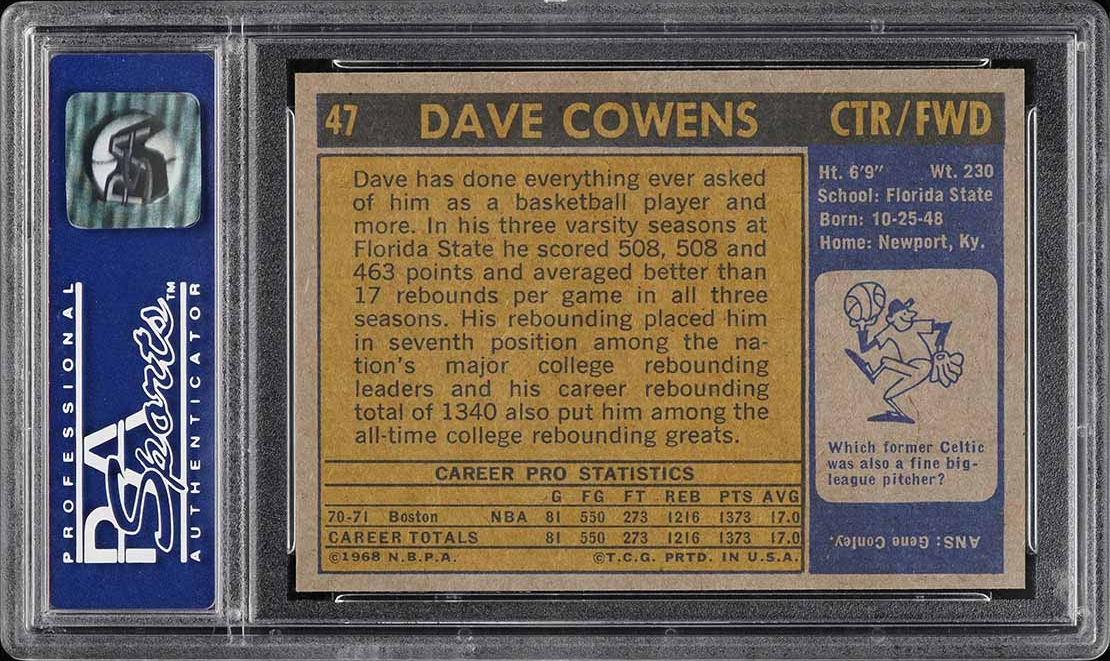 PSA
PROFESSIONAL
PSA
Sports™
AUTHENTICATOR
47 DAVE COWENS CTR/FWD
Dave has done everything ever asked
of him as a basketball player and
more. In his three varsity seasons at
Florida State he scored 508, 508 and
463 points and averaged better than
17 rebounds per game in all three
seasons. His rebounding placed him
in seventh position among the na-
tion's major college rebounding
leaders and his career rebounding
total of 1340 also put him among the
all-time college rebounding greats.
CAREER PRO STATISTICS
G FG FT REB PTS AVG
70-71 Boston NBA 81 550 273 1216 1373 17.0
CAREER TOTALS 81 550 273 1216 1373 17.0
©1968 N.B.P.A. ©T.C.G. PRTD. IN U.S.A.
Ht. 6'9" Wt. 230
School: Florida State
Born: 10-25-48
Home: Newport, Ky.
Which former Celtic
was also a fine big-
league pitcher?
ANS: Gene Conley.